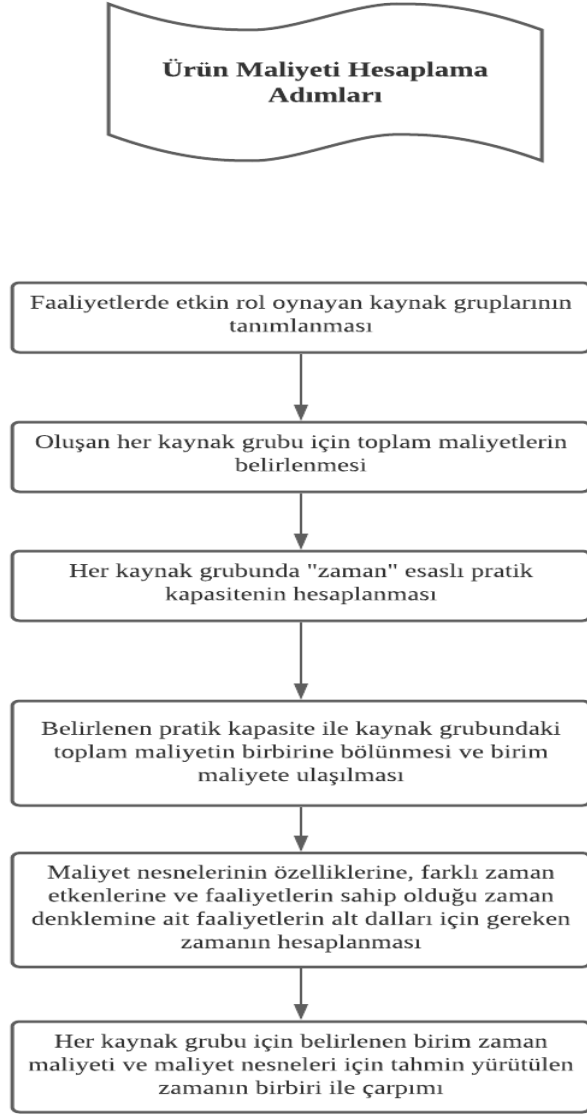 Ürün Maliyeti Hesaplama
Adımları
Faaliyetlerde etkin rol oynayan kaynak gruplarının
tanımlanması
Oluşan her kaynak grubu için toplam maliyetlerin
belirlenmesi
Her kaynak grubunda "zaman" esaslı pratik
kapasitenin hesaplanması
Belirlenen pratik kapasite ile kaynak grubundaki
toplam maliyetin birbirine bölünmesi ve birim
maliyete ulaşılması
Maliyet nesnelerinin özelliklerine, farklı zaman
etkenlerine ve faaliyetlerin sahip olduğu zaman
denklemine ait faaliyetlerin alt dalları için gereken
zamanın hesaplanması
Her kaynak grubu için belirlenen birim zaman
maliyeti ve maliyet nesneleri için tahmin yürütülen
zamanın birbiri ile çarpımı